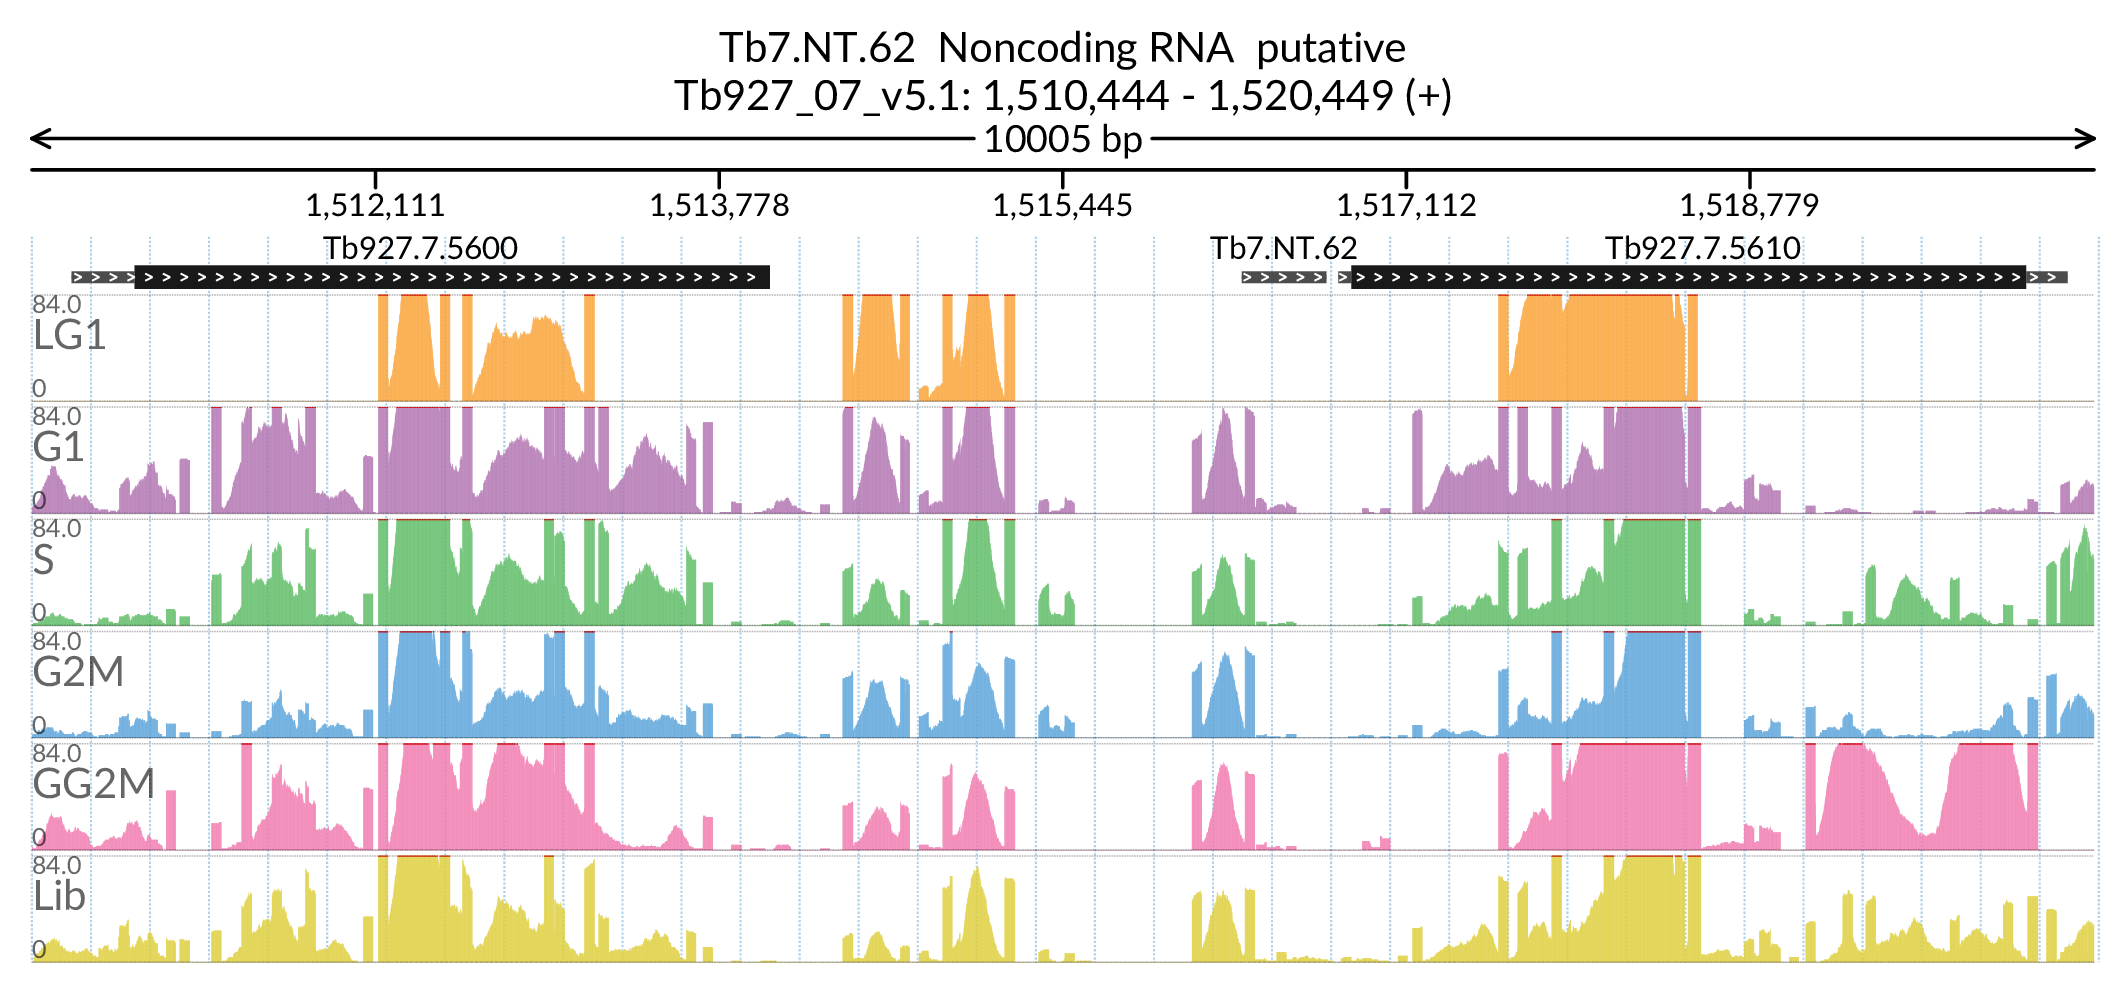 Tb7.NT.62 Noncoding RNA putative
Tb927_07_v5.1: 1,510,444 - 1,520,449 (+)
10005 bp
1,512,111 1,513,778 1,515,445 1,517,112 1,518,779
Tb927.7.5600 Tb7.NT.62 Tb927.7.5610
84.0
LG1
0
84.0
G1
0
84.0
S
0
84.0
G2M
0
84.0
GG2M
0
84.0
Lib
0